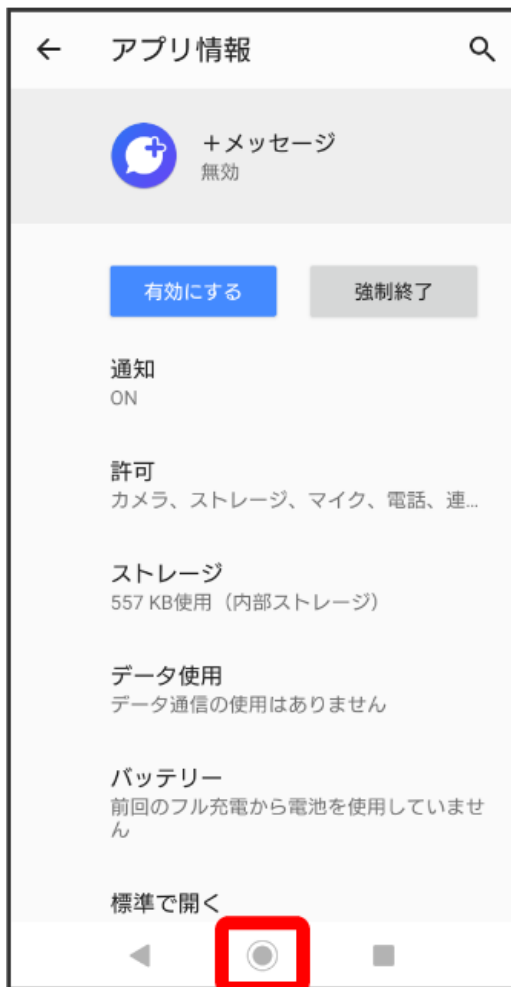 アプリ情報
＋メッセージ
無効
有効にする
強制終了
通知
ON
許可
カメラ、ストレージ、マイク、電話、連...
ストレージ
557 KB使用（内部ストレージ）
データ使用
データ通信の使用はありません
バッテリー
前回のフル充電から電池を使用していませ
ん
標準で開く